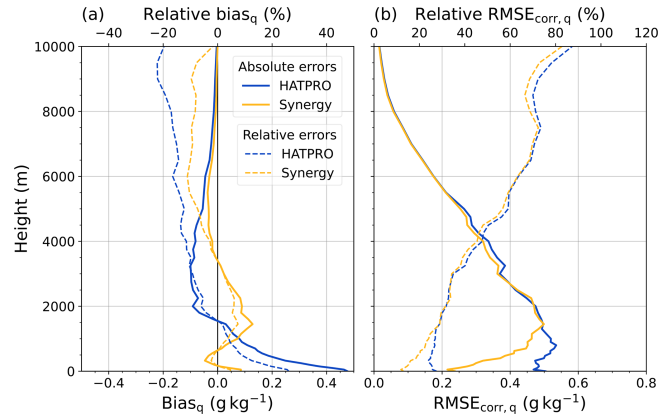 (a) Relative bias_q (%)
−40 −20 0 20 40
10000
8000
6000
4000
2000
0
Height (m)
Absolute errors
HATPRO
Synergy
Relative errors
HATPRO
Synergy
−0.4 −0.2 0.0 0.2 0.4
Bias_q (g kg⁻¹)
(b) Relative RMSE_corr, q (%)
0 20 40 60 80 100 120
0.0 0.2 0.4 0.6 0.8
RMSE_corr, q (g kg⁻¹)